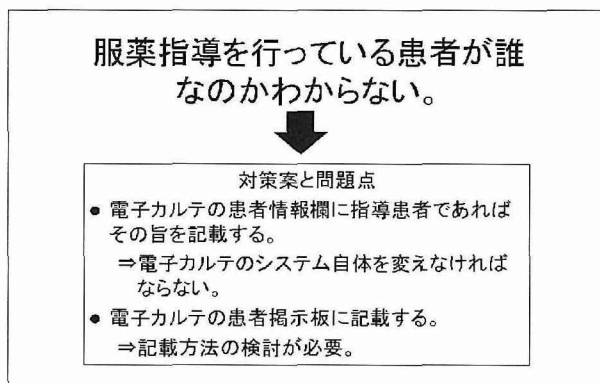 服薬指導を行っている患者が誰
なのかわからない。
対策案と問題点
● 電子カルテの患者情報欄に指導患者であれば
その旨を記載する。
⇒電子カルテのシステム自体を変えなければ
ならない。
● 電子カルテの患者掲示板に記載する。
⇒記載方法の検討が必要。